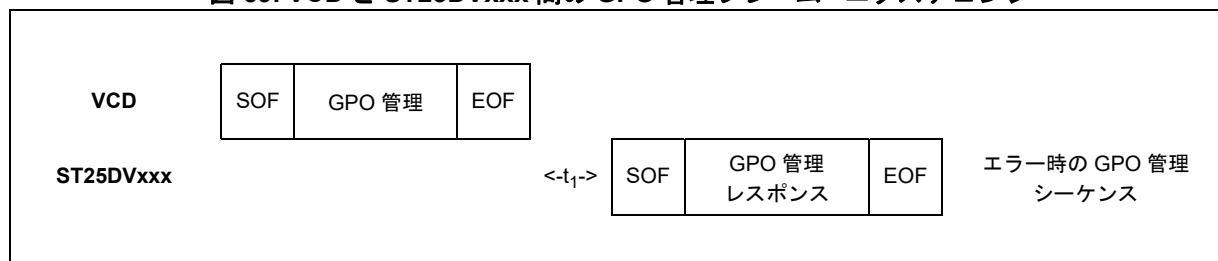 VCD SOF GPO 管理 EOF
ST25DVxxx <-t1-> SOF GPO 管理 レスポンス EOF エラー時の GPO 管理 シーケンス